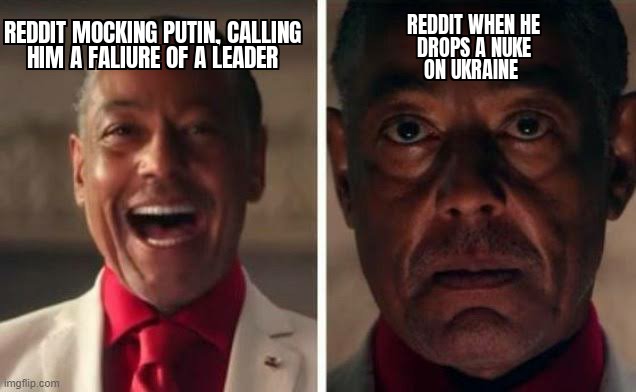 REDDIT MOCKING PUTIN, CALLING
HIM A FALIURE OF A LEADER
REDDIT WHEN HE
DROPS A NUKE
ON UKRAINE
imgflip.com